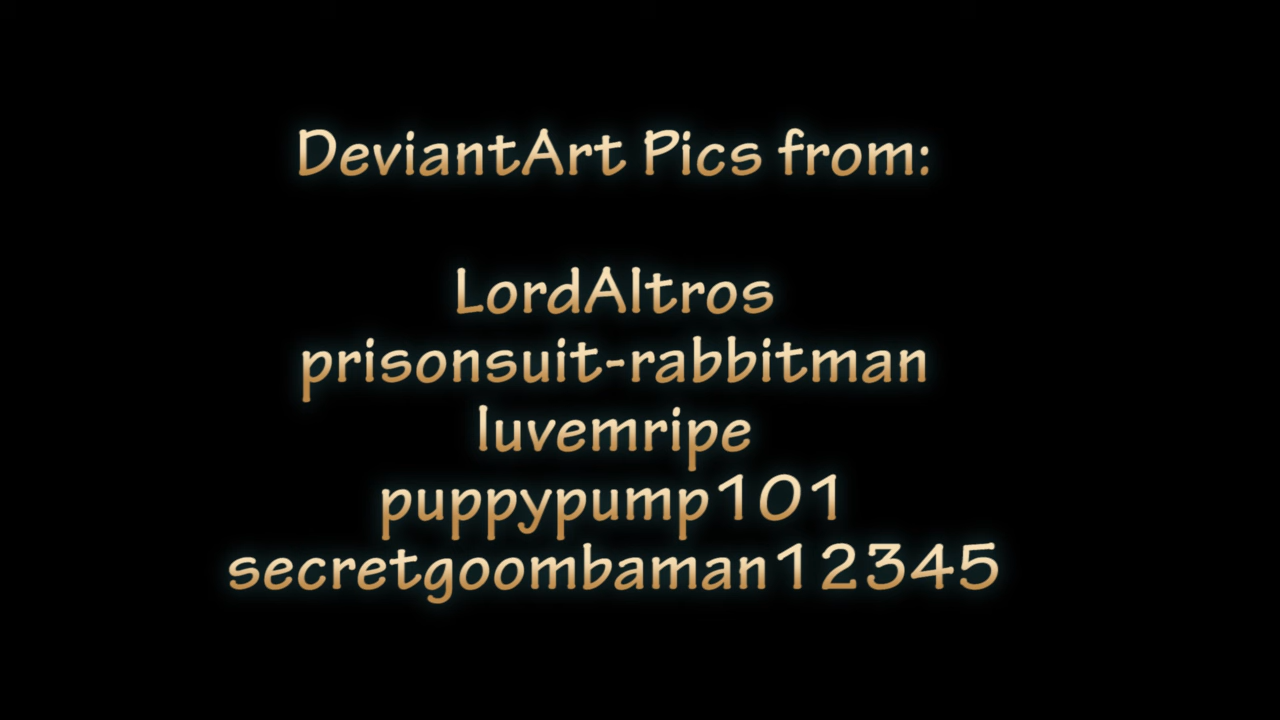 DeviantArt Pics from:
LordAltros
prisonsuit-rabbitman
luvemripe
puppypump101
secretgoombaman12345